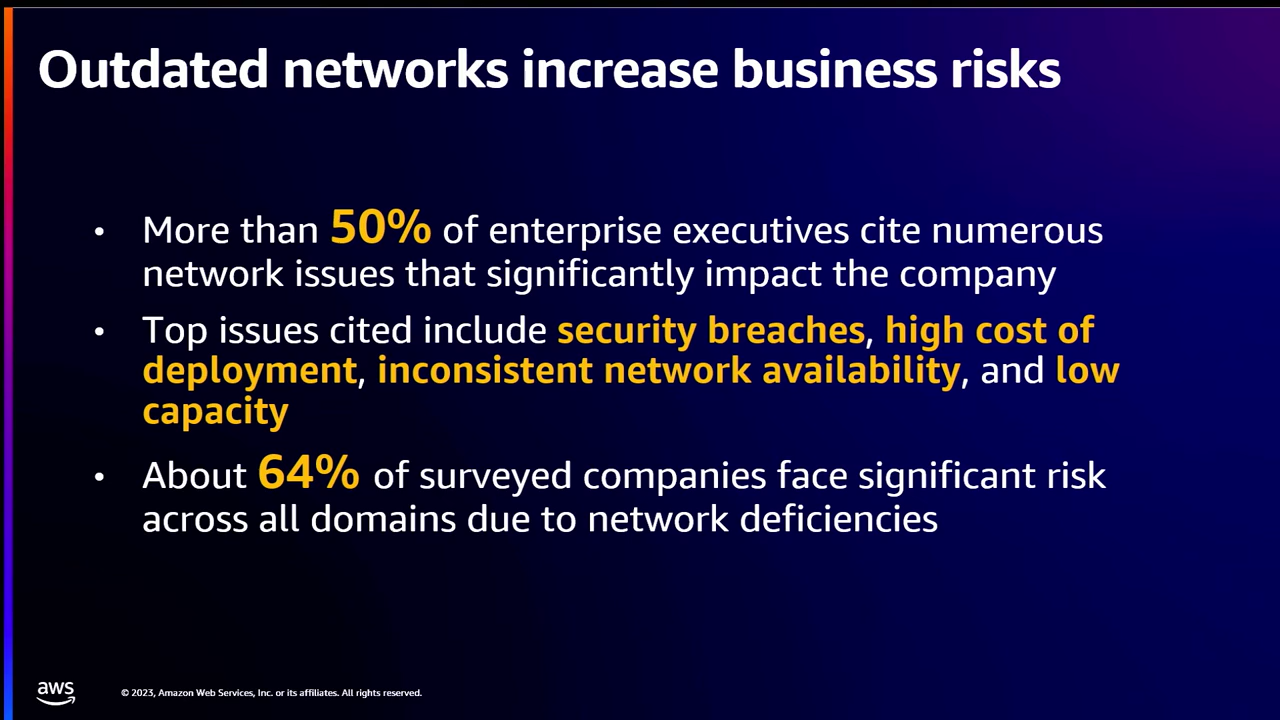 Outdated networks increase business risks
• More than 50% of enterprise executives cite numerous
network issues that significantly impact the company
• Top issues cited include security breaches, high cost of
deployment, inconsistent network availability, and low
capacity
• About 64% of surveyed companies face significant risk
across all domains due to network deficiencies
aws
© 2023, Amazon Web Services, Inc. or its affiliates. All rights reserved.